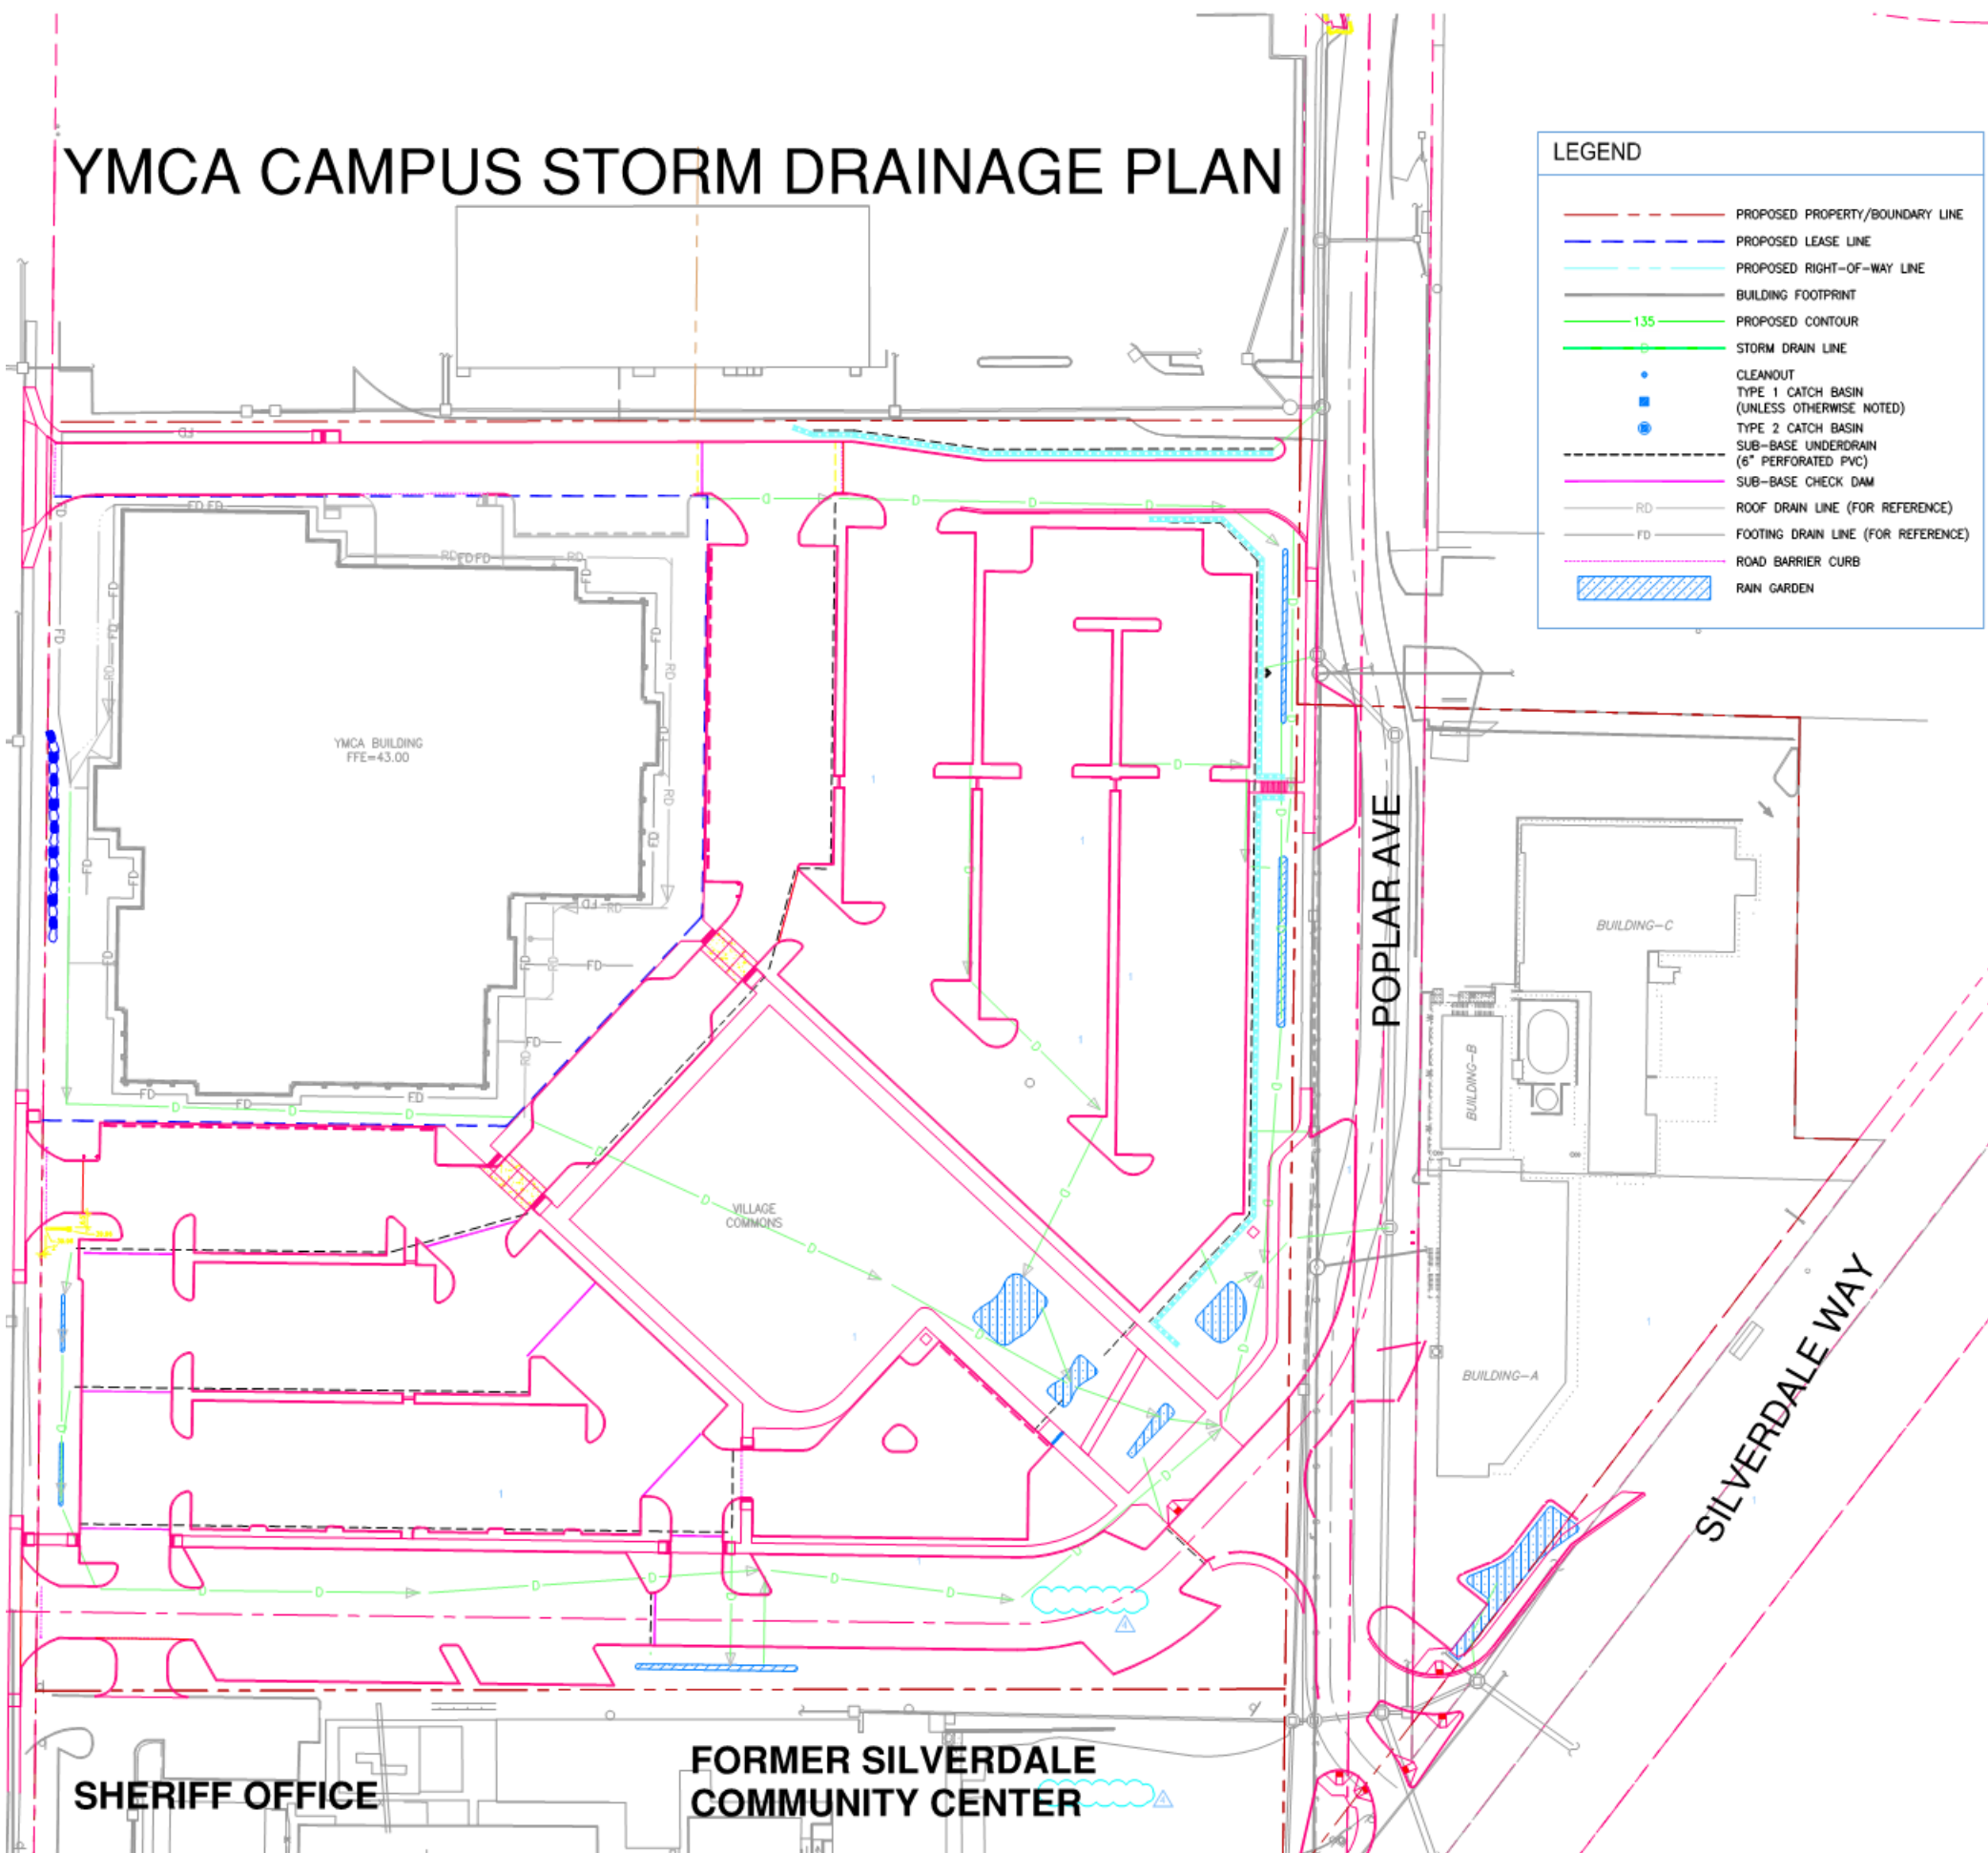 YMCA CAMPUS STORM DRAINAGE PLAN
LEGEND
PROPOSED PROPERTY/BOUNDARY LINE
PROPOSED LEASE LINE
PROPOSED RIGHT-OF-WAY LINE
BUILDING FOOTPRINT
135 PROPOSED CONTOUR
D STORM DRAIN LINE
CLEANOUT
TYPE 1 CATCH BASIN
(UNLESS OTHERWISE NOTED)
TYPE 2 CATCH BASIN
SUB-BASE UNDERDRAIN
(6" PERFORATED PVC)
SUB-BASE CHECK DAM
RD ROOF DRAIN LINE (FOR REFERENCE)
FD FOOTING DRAIN LINE (FOR REFERENCE)
ROAD BARRIER CURB
RAIN GARDEN
YMCA BUILDING
FFE=43.00
POPLAR AVE
BUILDING-C
BUILDING-B
BUILDING-A
VILLAGE
COMMONS
SILVERDALE WAY
SHERIFF OFFICE
FORMER SILVERDALE
COMMUNITY CENTER